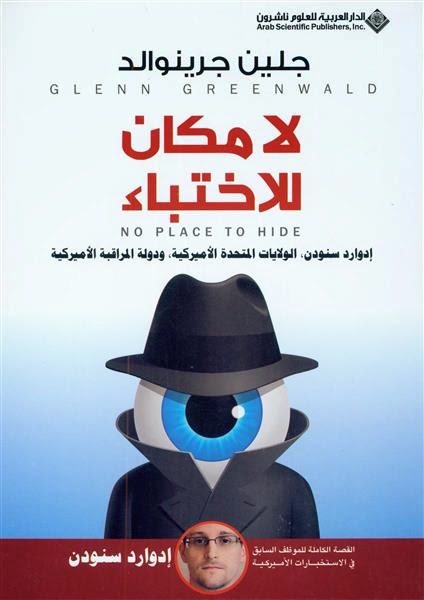 الدار العربية للعلوم ناشرون
Arab Scientific Publishers, Inc.
جلين جرينوالد
GLENN GREENWALD
لا مكان
للاختباء
NO PLACE TO HIDE
إدوارد سنودن، الولايات المتحدة الأميركية، ودولة المراقبة الأميركية
القصة الكاملة للموظف السابق
في الاستخبارات الأميركية
إدوارد سنودن